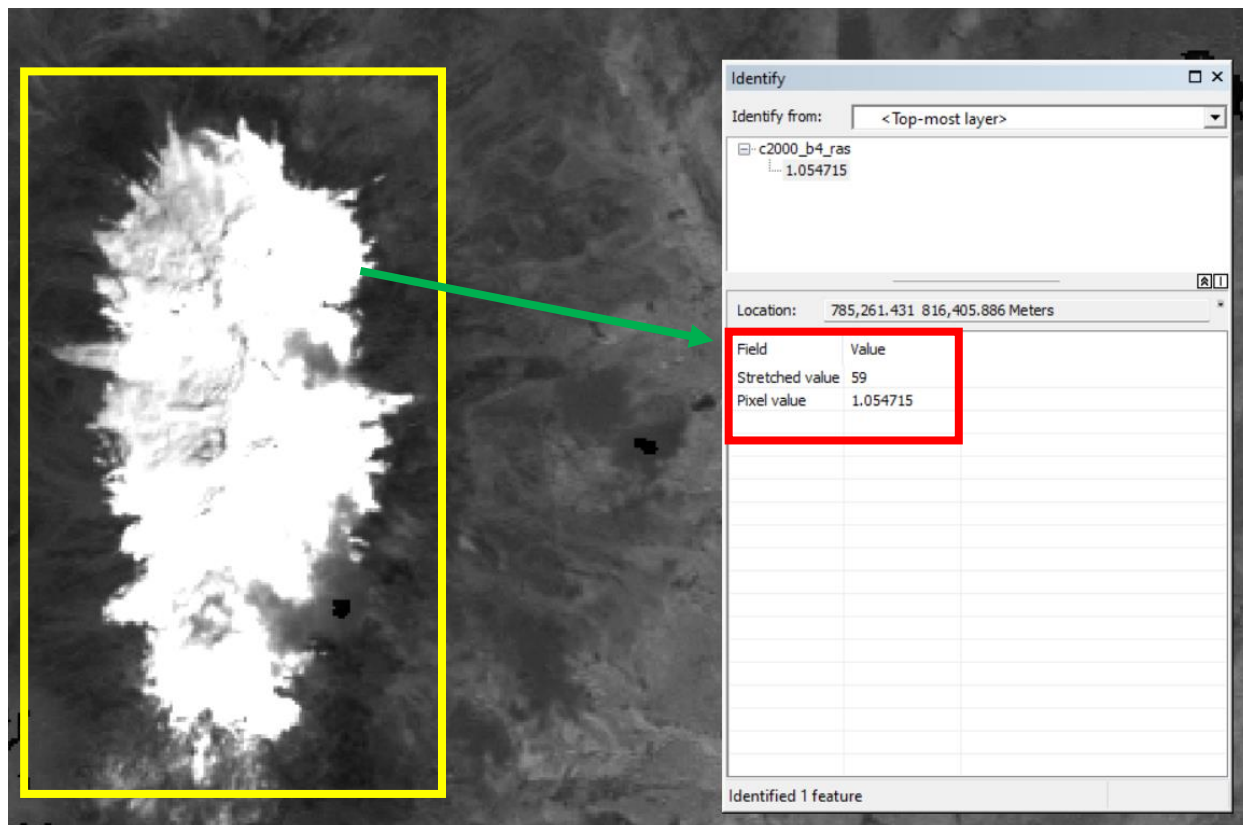 Identify
Identify from: <Top-most layer>
c2000_b4_ras
1.054715
Location: 785,261.431 816,405.886 Meters
Field Value
Stretched value 59
Pixel value 1.054715
Identified 1 feature